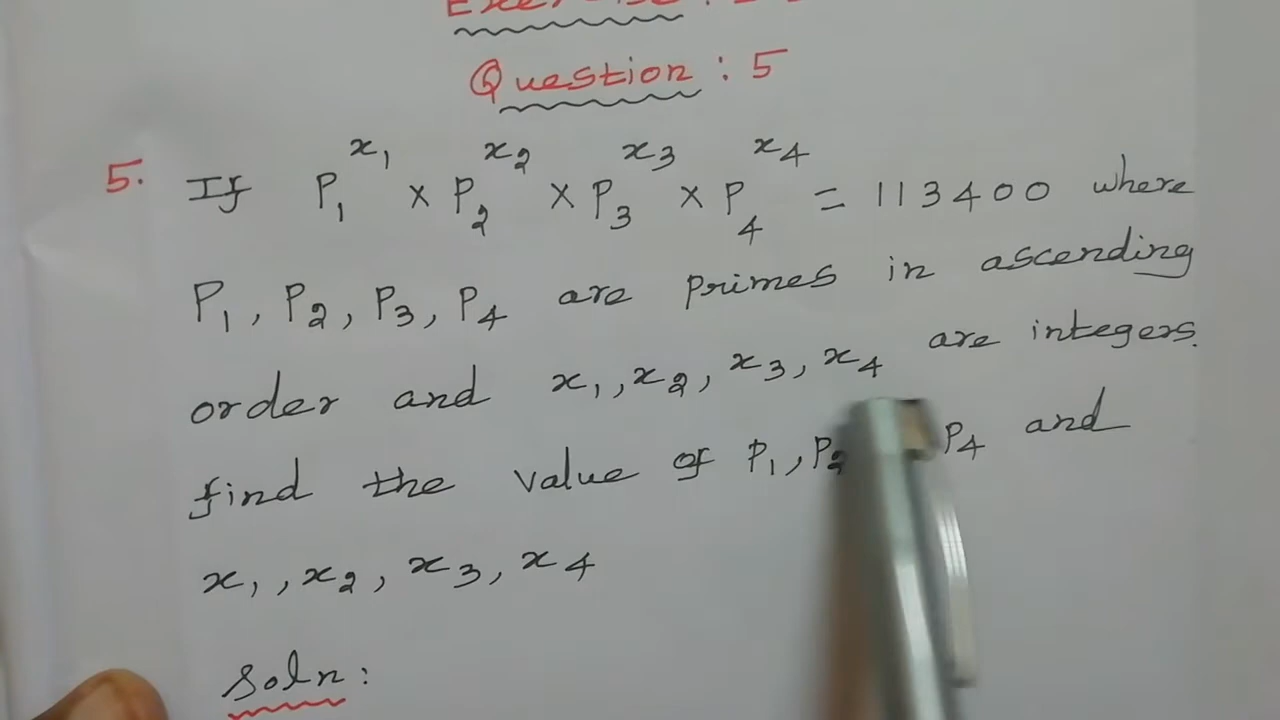 Question : 5
5. If P₁^x₁ × P₂^x₂ × P₃^x₃ × P₄^x₄ = 113400 where
P₁, P₂, P₃, P₄ are primes in ascending
order and x₁, x₂, x₃, x₄ are integers.
find the value of P₁, P₂ P₄ and
x₁, x₂, x₃, x₄
Soln: